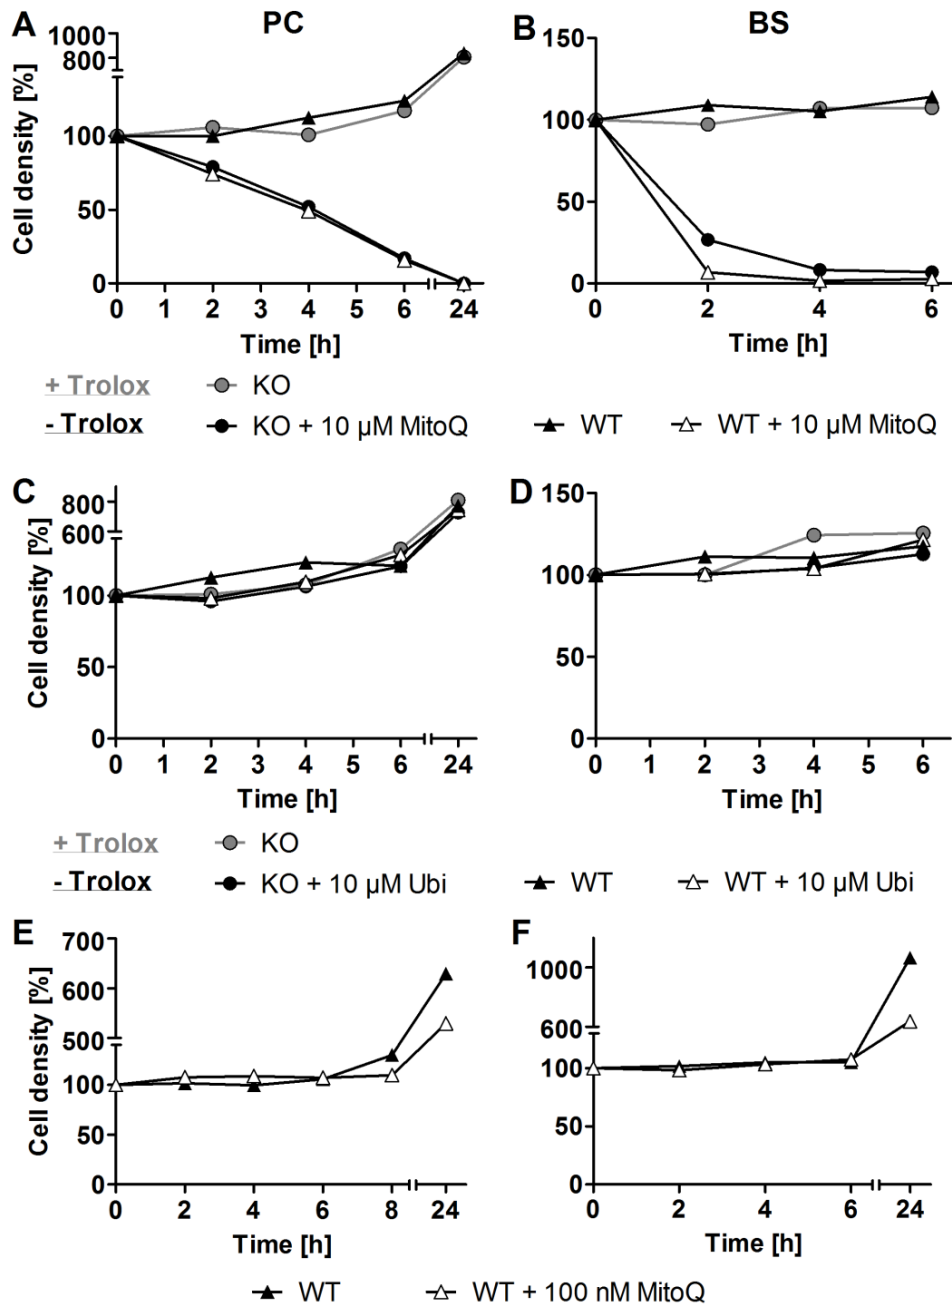 A PC B BS
1000
800
100
50
0
Cell density [%]
0 1 2 3 4 5 6 24
Time [h]
150
100
50
0
0 2 4 6
Time [h]
+ Trolox KO
- Trolox KO + 10 µM MitoQ WT WT + 10 µM MitoQ
C D
800
600
100
50
0
Cell density [%]
0 1 2 3 4 5 6 24
Time [h]
150
100
50
0
0 1 2 3 4 5 6
Time [h]
+ Trolox KO
- Trolox KO + 10 µM Ubi WT WT + 10 µM Ubi
E F
700
600
500
100
50
0
Cell density [%]
0 2 4 6 8 24
Time [h]
1000
600
100
50
0
0 2 4 6 24
Time [h]
WT WT + 100 nM MitoQ